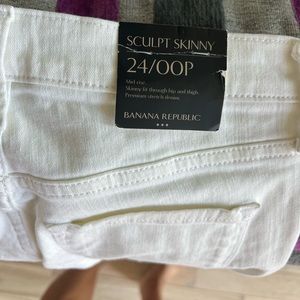 SCULPT SKINNY
24/00P
Mid rise.
Skinny fit through hip and thigh.
Premium stretch denim.
BANANA REPUBLIC